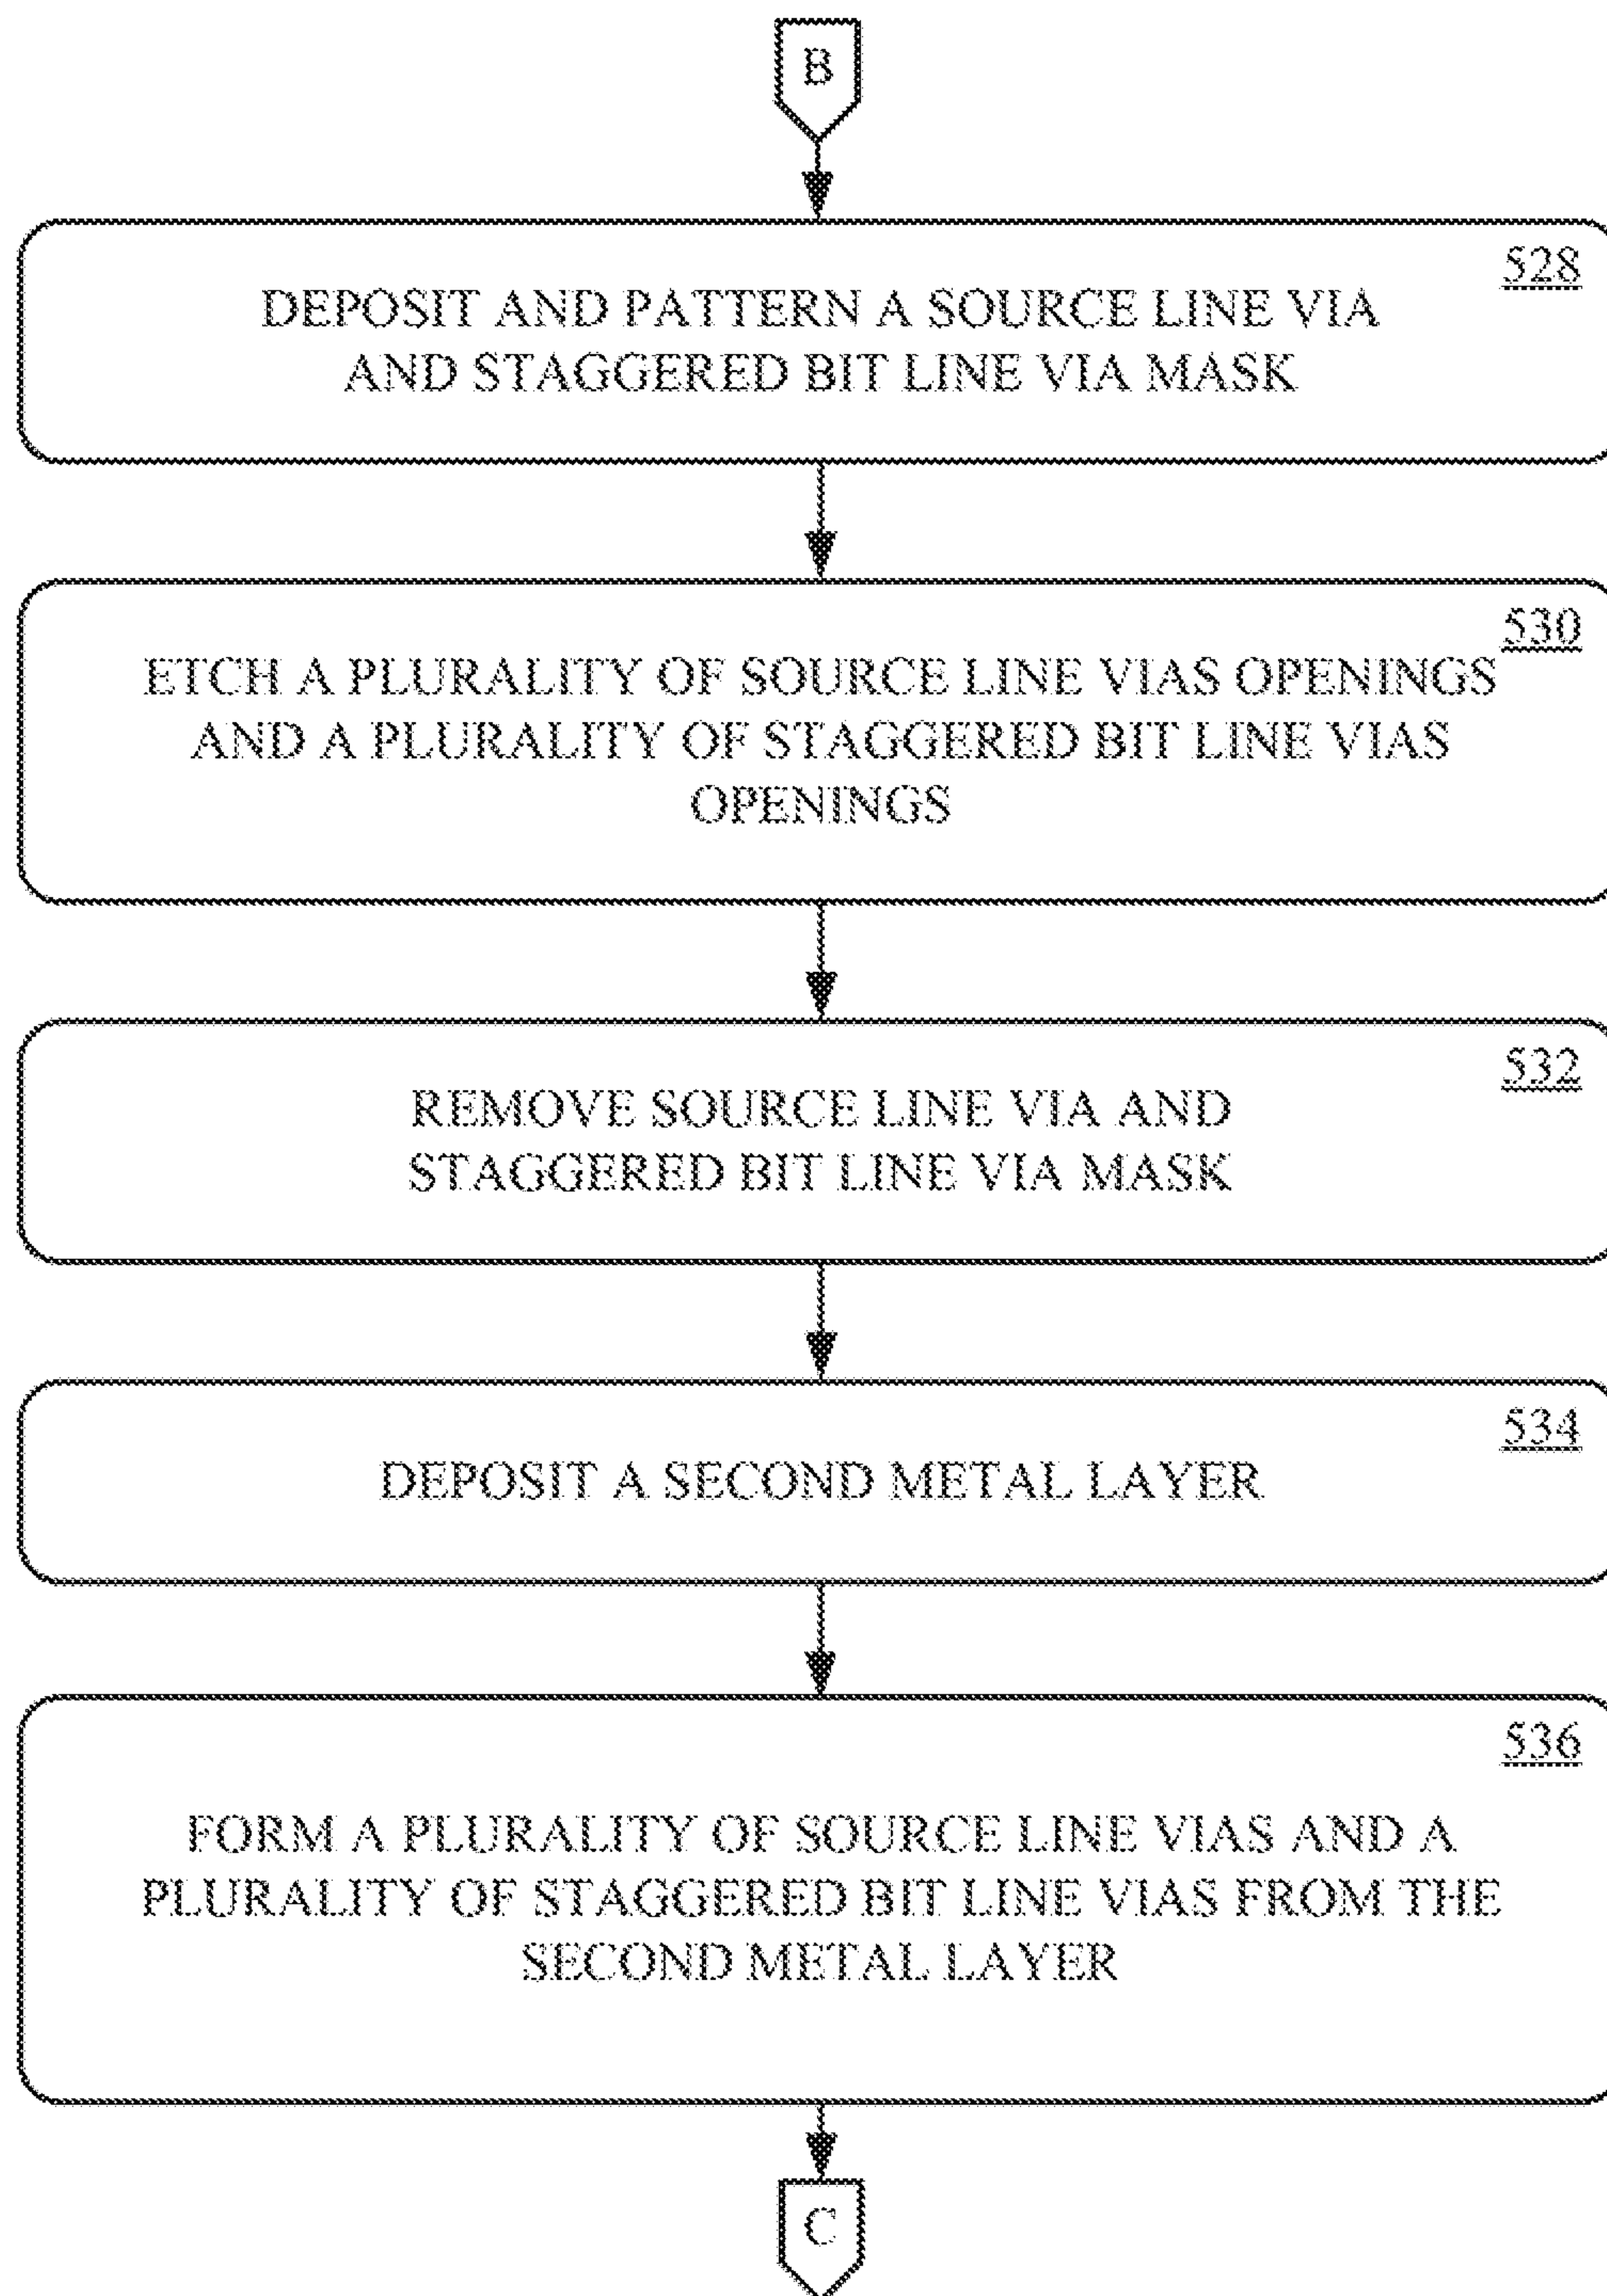 B
528
DEPOSIT AND PATTERN A SOURCE LINE VIA
AND STAGGERED BIT LINE VIA MASK
530
ETCH A PLURALITY OF SOURCE LINE VIAS OPENINGS
AND A PLURALITY OF STAGGERED BIT LINE VIAS
OPENINGS
532
REMOVE SOURCE LINE VIA AND
STAGGERED BIT LINE VIA MASK
534
DEPOSIT A SECOND METAL LAYER
536
FORM A PLURALITY OF SOURCE LINE VIAS AND A
PLURALITY OF STAGGERED BIT LINE VIAS FROM THE
SECOND METAL LAYER
C